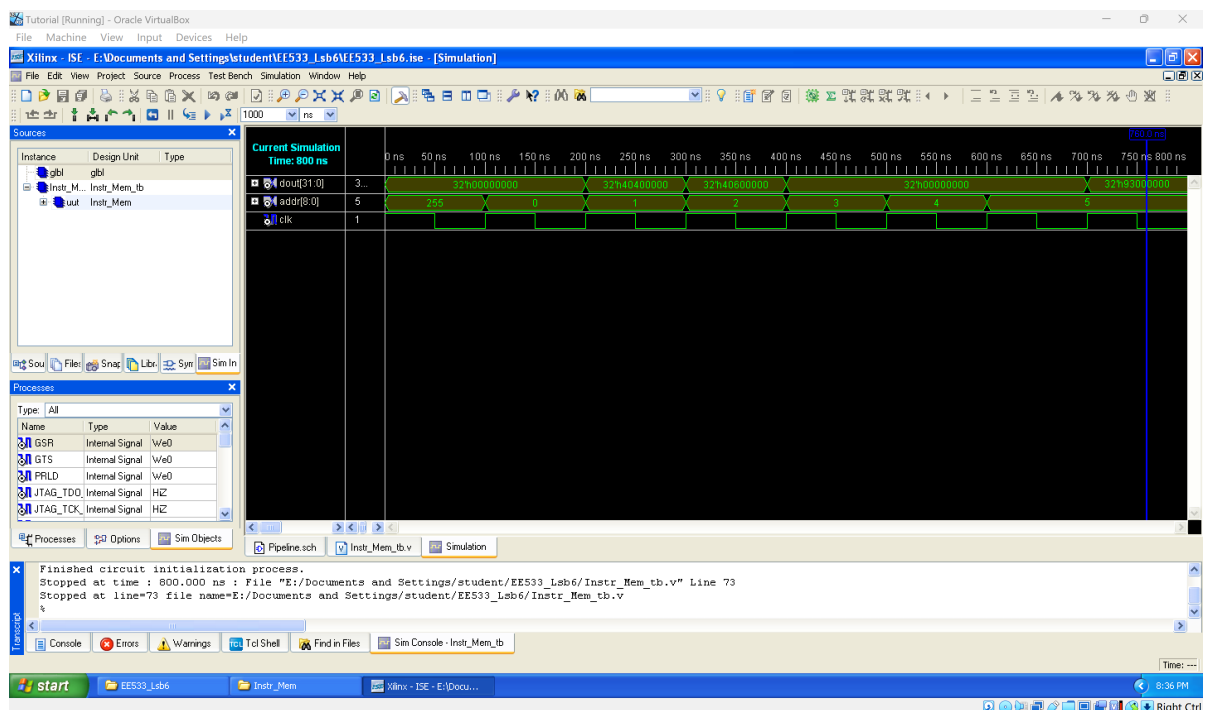 Tutorial [Running] - Oracle VirtualBox
File Machine View Input Devices Help
Xilinx - ISE - E:\Documents and Settings\student\EE533_Lsb6\EE533_Lsb6.ise - [Simulation]
File Edit View Project Source Process Test Bench Simulation Window Help
1000 ns
Sources
Instance Design Unit Type
glbl glbl
Instr_M... Instr_Mem_tb
uut Instr_Mem
Current Simulation
Time: 800 ns
0 ns 50 ns 100 ns 150 ns 200 ns 250 ns 300 ns 350 ns 400 ns 450 ns 500 ns 550 ns 600 ns 650 ns 700 ns 750 ns 800 ns
dout[31:0] 3... 32'h00000000 32'h40400000 32'h40600000 32'h00000000 32'h93000000
addr[8:0] 5 255 0 1 2 3 4 5
clk 1
Sou Files Snap Libr. Sym Sim In
Processes
Type: All
Name Type Value
GSR Internal Signal We0
GTS Internal Signal We0
PRLD Internal Signal We0
JTAG_TDO_ Internal Signal HiZ
JTAG_TCK_ Internal Signal HiZ
Processes Options Sim Objects
Pipeline.sch Instr_Mem_tb.v Simulation
Finished circuit initialization process.
Stopped at time : 800.000 ns : File "E:/Documents and Settings/student/EE533_Lsb6/Instr_Mem_tb.v" Line 73
Stopped at line=73 file name=E:/Documents and Settings/student/EE533_Lsb6/Instr_Mem_tb.v
%
Transcript
Console Errors Warnings Tcl Shell Find in Files Sim Console - Instr_Mem_tb
Time: ---
start EE533_Lsb6 Instr_Mem Xilinx - ISE - E:\Docu... 8:36 PM
Right Ctrl